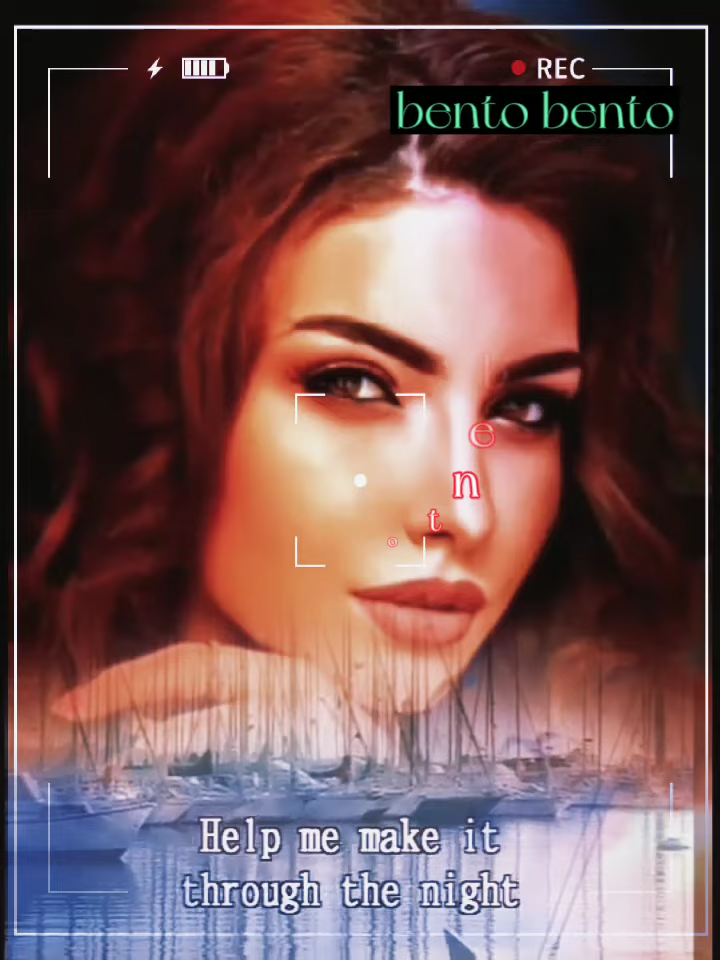 REC
bento bento
e
n
t
o
Help me make it
through the night